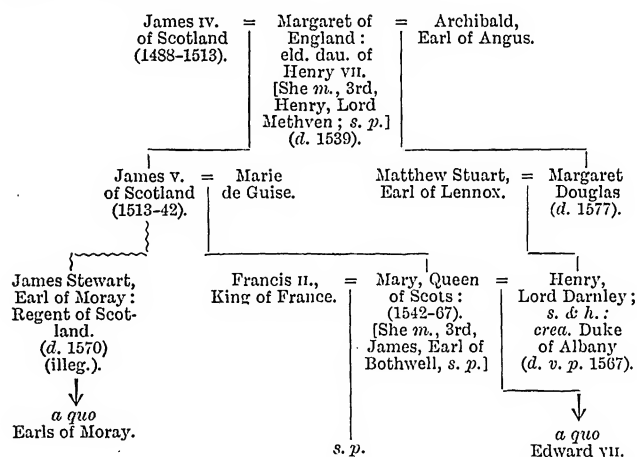 James IV.
of Scotland
(1488-1513).
=
Margaret of
England :
eld. dau. of
Henry VII.
[She m., 3rd,
Henry, Lord
Methven ; s. p.]
(d. 1539).
=
Archibald,
Earl of Angus.
James V.
of Scotland
(1513-42).
=
Marie
de Guise.
Matthew Stuart,
Earl of Lennox.
=
Margaret
Douglas
(d. 1577).
James Stewart,
Earl of Moray :
Regent of Scot-
land.
(d. 1570)
(illeg.).
a quo
Earls of Moray.
Francis II.,
King of France.
=
Mary, Queen
of Scots :
(1542-67).
[She m., 3rd,
James, Earl of
Bothwell, s. p.]
=
Henry,
Lord Darnley ;
s. & h. :
crea. Duke
of Albany
(d. v. p. 1567).
s. p.
a quo
Edward VII.